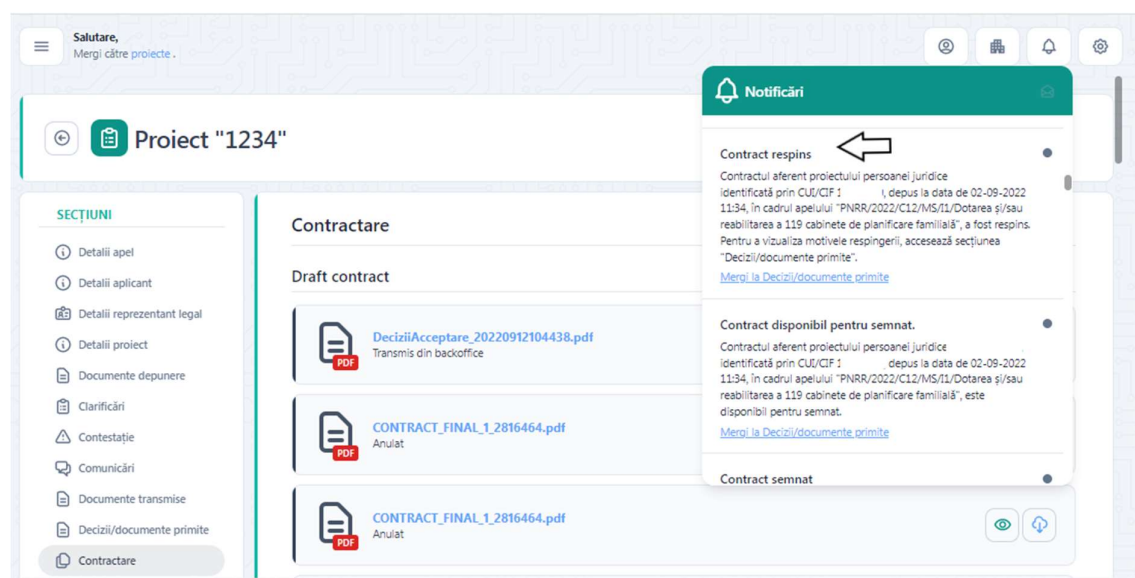 Salutare,
Mergi către proiecte .
Proiect "1234"
SECȚIUNI
Detalii apel
Detalii aplicant
Detalii reprezentant legal
Detalii proiect
Documente depunere
Clarificări
Contestație
Comunicări
Documente transmise
Decizii/documente primite
Contractare
Contractare
Draft contract
PDF
DeciziiAcceptare_20220912104438.pdf
Transmis din backoffice
PDF
CONTRACT_FINAL_1_2816464.pdf
Anulat
PDF
CONTRACT_FINAL_1_2816464.pdf
Anulat
Notificări
Contract respins
Contractul aferent proiectului persoanei juridice
identificată prin CUI/CIF 1 , depus la data de 02-09-2022
11:34, în cadrul apelului "PNRR/2022/C12/MS/I1/Dotarea și/sau
reabilitarea a 119 cabinete de planificare familială", a fost respins.
Pentru a vizualiza motivele respingerii, accesează secțiunea
"Decizii/documente primite".
Mergi la Decizii/documente primite
Contract disponibil pentru semnat.
Contractul aferent proiectului persoanei juridice
identificată prin CUI/CIF 1 , depus la data de 02-09-2022
11:34, în cadrul apelului "PNRR/2022/C12/MS/I1/Dotarea și/sau
reabilitarea a 119 cabinete de planificare familială", este
disponibil pentru semnat.
Mergi la Decizii/documente primite
Contract semnat